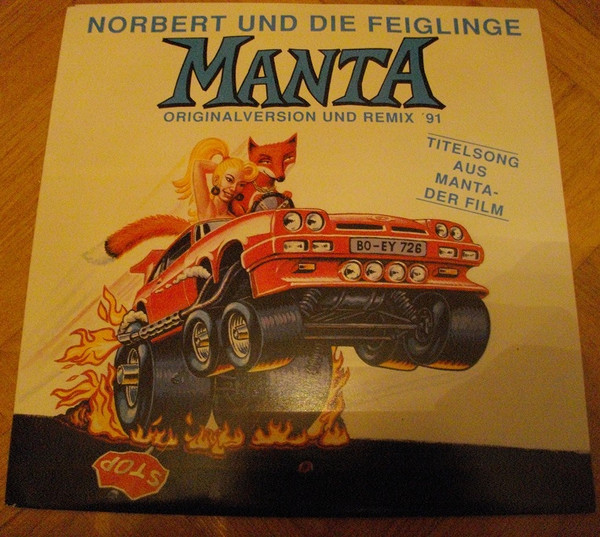 NORBERT UND DIE FEIGLINGE
MANTA
ORIGINALVERSION UND REMIX '91
TITELSONG
AUS
MANTA-
DER FILM
BO-EY 726
STOP